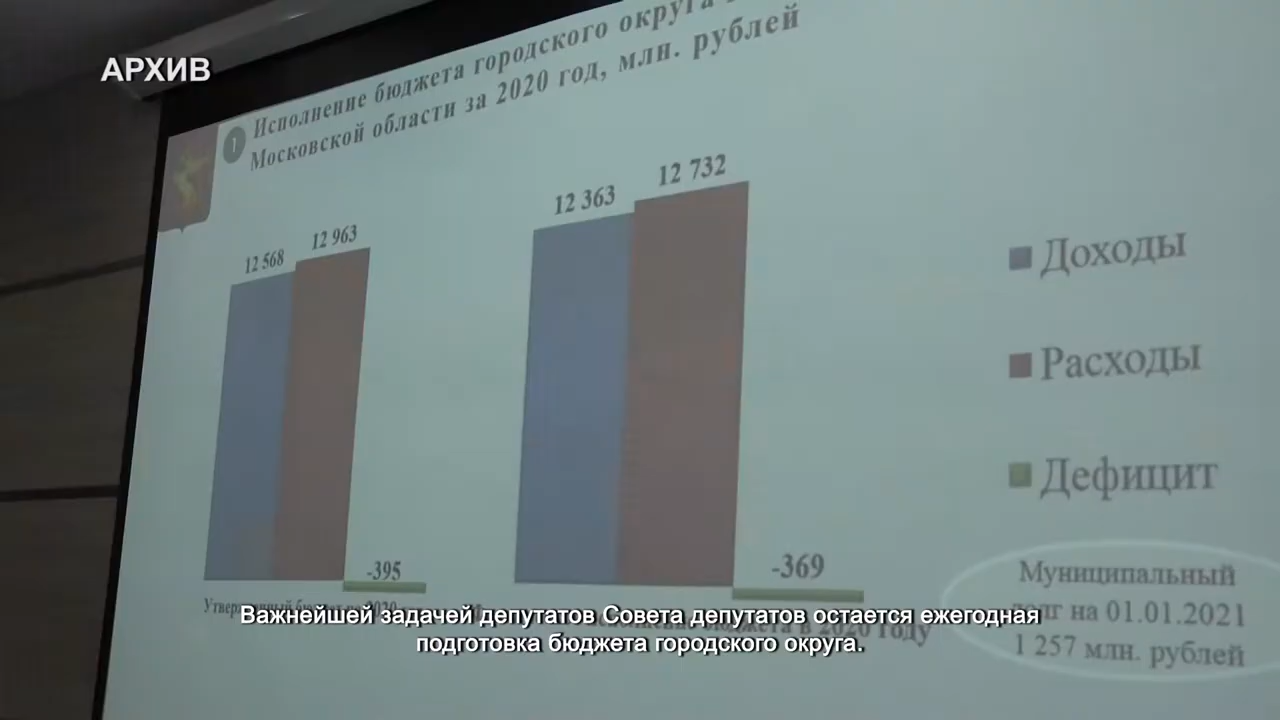 АРХИВ
1
Исполнение бюджета городского округа
Московской области за 2020 год, млн. рублей
12 568
12 963
-395
12 363
12 732
-369
Доходы
Расходы
Дефицит
Муниципальный
долг на 01.01.2021
1 257 млн. рублей
Важнейшей задачей депутатов Совета депутатов остается ежегодная
подготовка бюджета городского округа.